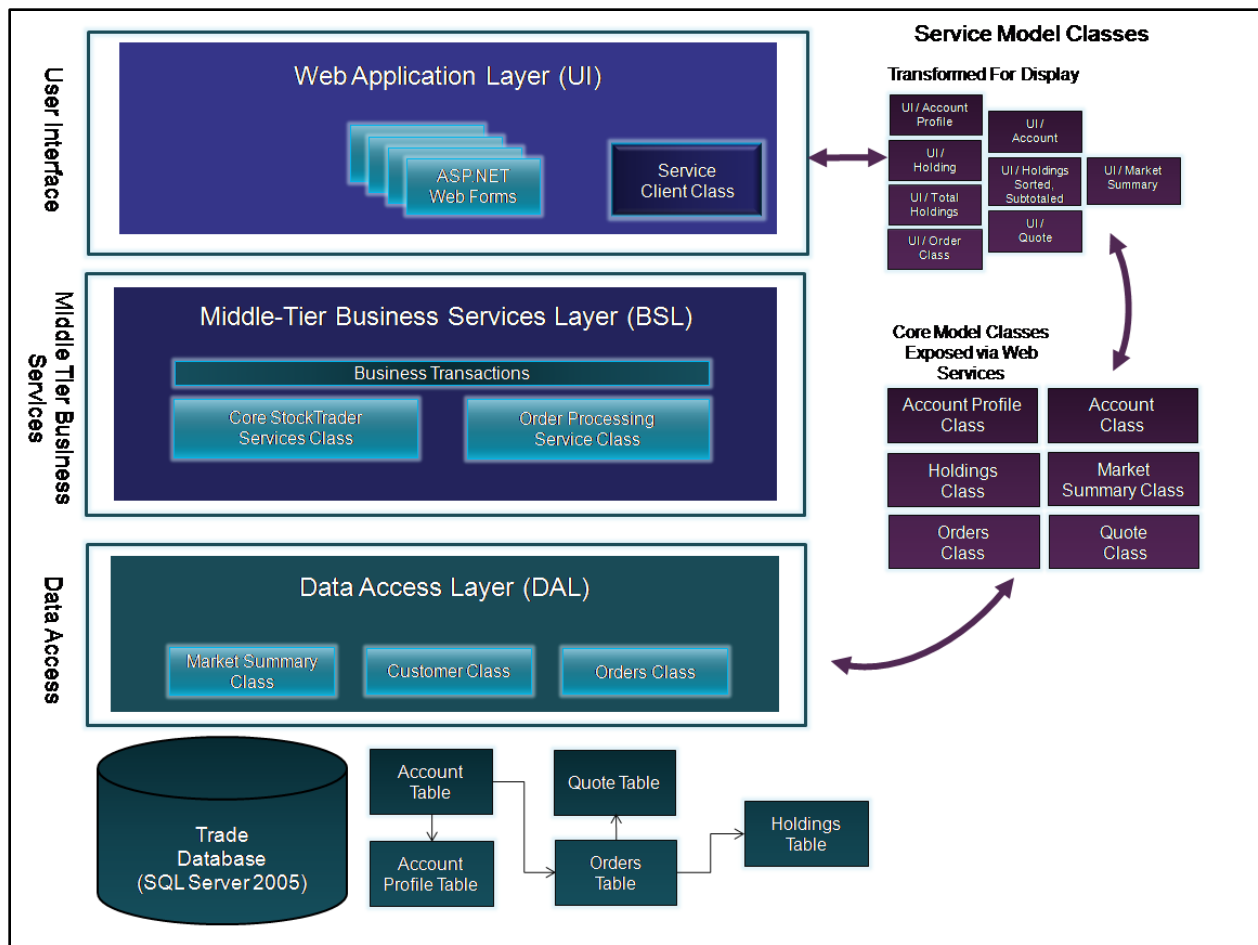 User Interface
Web Application Layer (UI)
ASP.NET
Web Forms
Service
Client Class
Service Model Classes
Transformed For Display
UI / Account
Profile
UI /
Holding
UI / Total
Holdings
UI / Order
Class
UI /
Account
UI / Holdings
Sorted,
Subtotaled
UI /
Quote
UI / Market
Summary
MIddle Tier Business
Services
Middle-Tier Business Services Layer (BSL)
Business Transactions
Core StockTrader
Services Class
Order Processing
Service Class
Core Model Classes
Exposed via Web
Services
Account Profile
Class
Account
Class
Holdings
Class
Market
Summary Class
Orders
Class
Quote
Class
Data Access
Data Access Layer (DAL)
Market Summary
Class
Customer Class
Orders Class
Trade
Database
(SQL Server 2005)
Account
Table
Account
Profile Table
Quote Table
Orders
Table
Holdings
Table